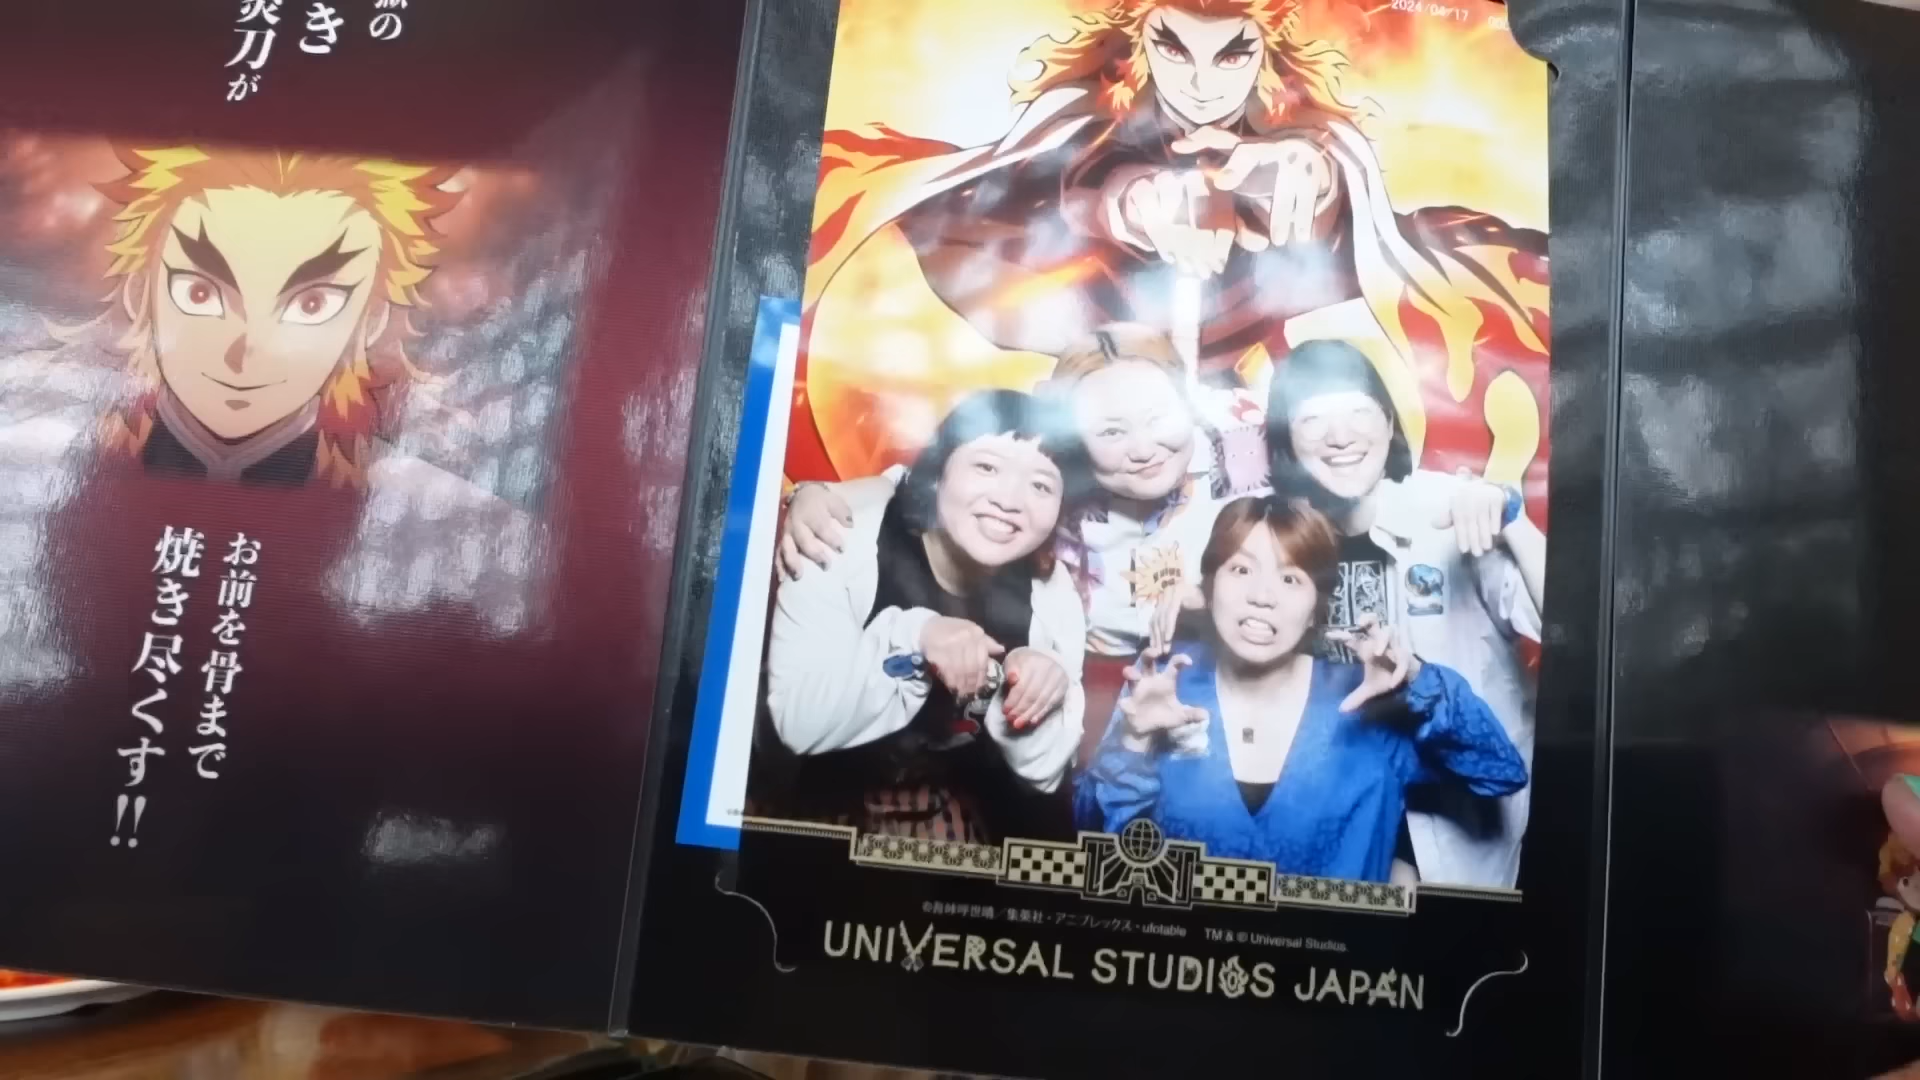 の
き
炎刀が
お前を骨まで
焼き尽くす!!
2024/04/17
©吾峠呼世晴／集英社・アニプレックス・ufotable TM & © Universal Studios.
UNIVERSAL STUDIOS JAPAN